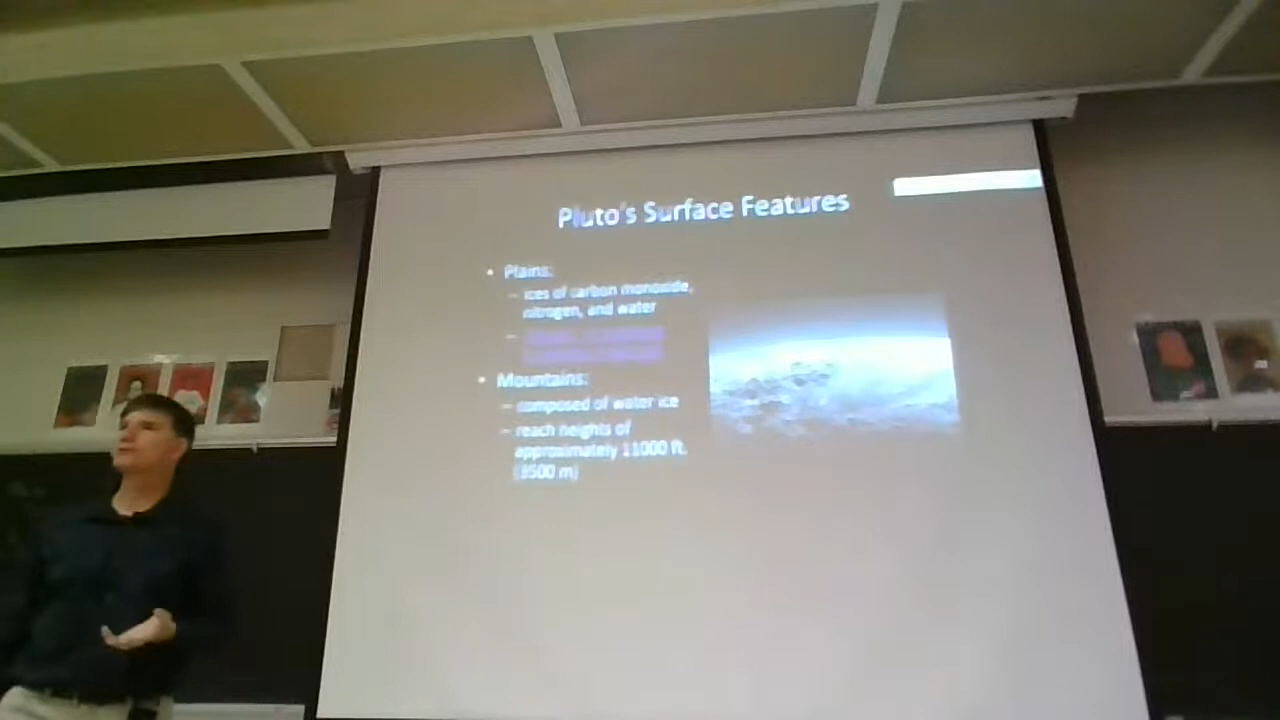 Pluto's Surface Features
• Plains:
– ices of carbon monoxide,
nitrogen, and water
–
• Mountains:
– composed of water ice
– reach heights of
approximately 11000 ft.
(3500 m)